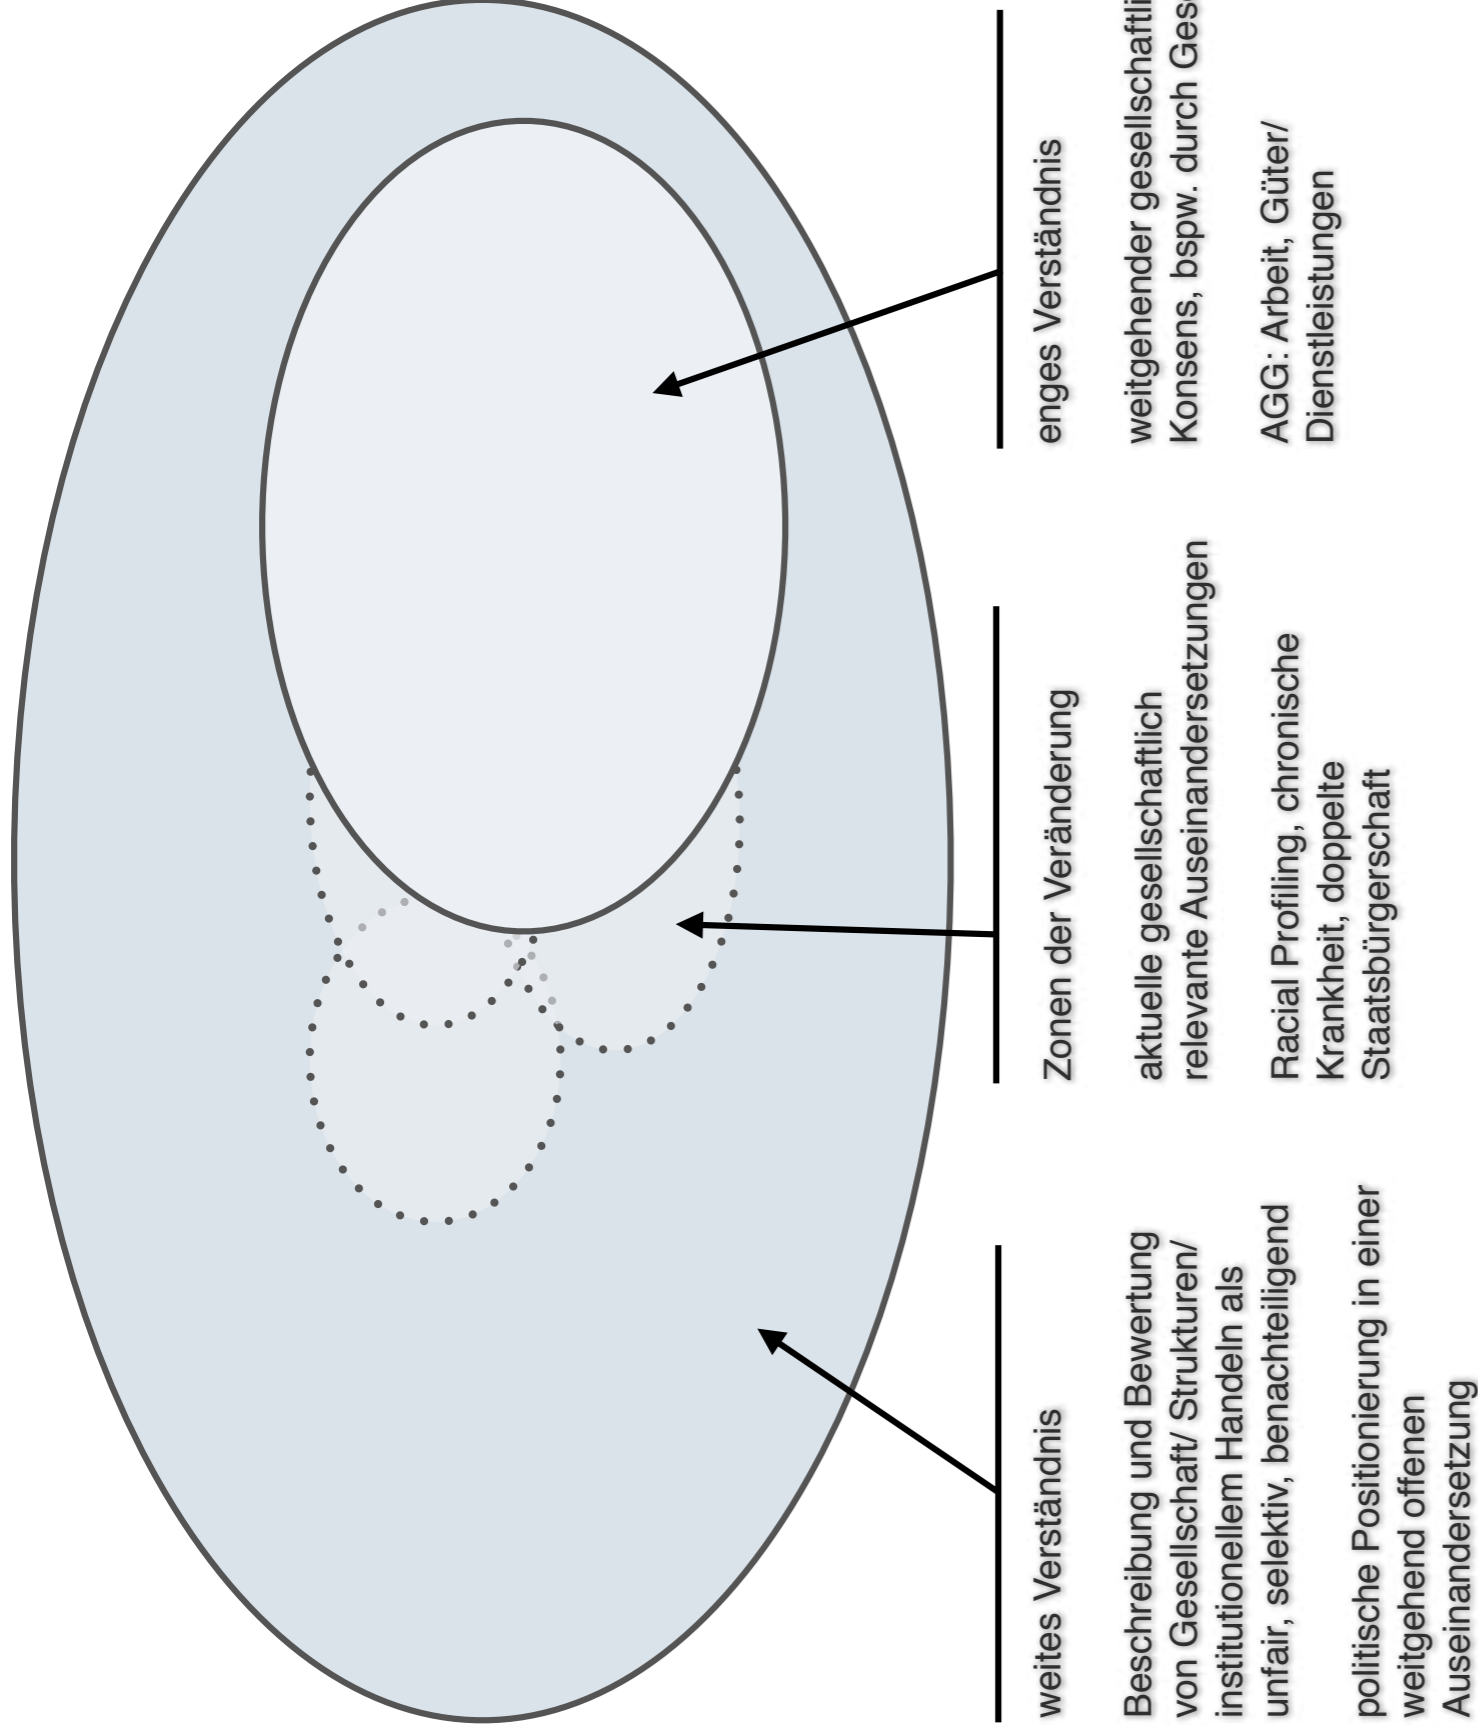 weites Verständnis
Beschreibung und Bewertung
von Gesellschaft/ Strukturen/
institutionellem Handeln als
unfair, selektiv, benachteiligend
politische Positionierung in einer
weitgehend offenen
Auseinandersetzung
Zonen der Veränderung
aktuelle gesellschaftlich
relevante Auseinandersetzungen
Racial Profiling, chronische
Krankheit, doppelte
Staatsbürgerschaft
enges Verständnis
weitgehender
Konsens, bspw. durch
AGG: Arbeit, Güter/
Dienstleistungen